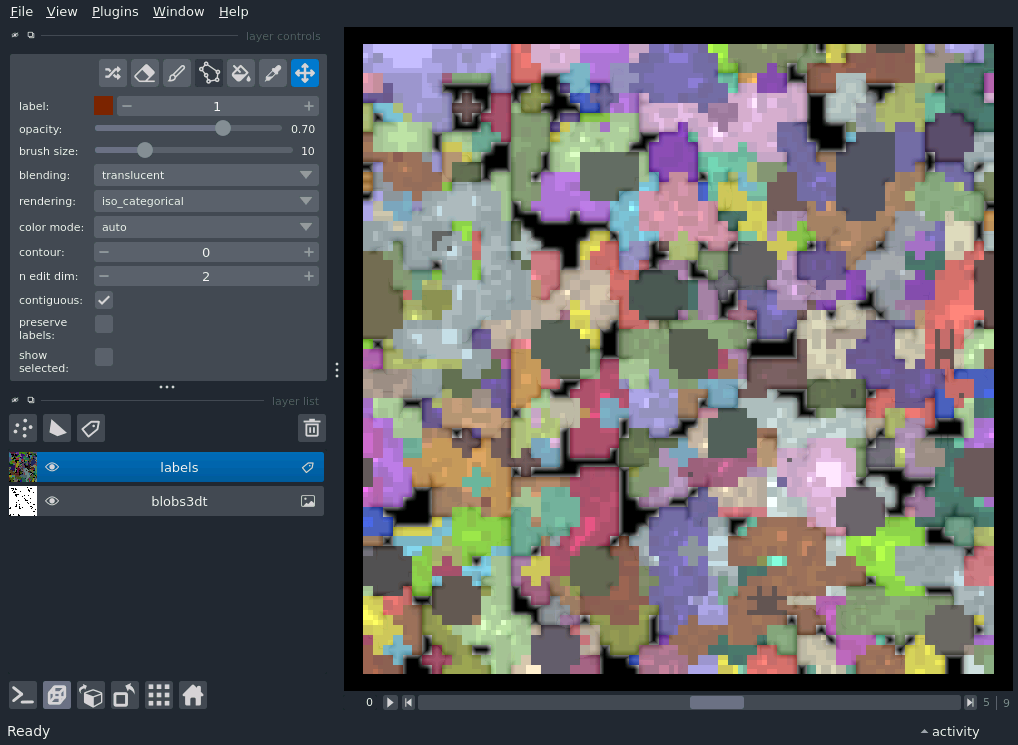 File View Plugins Window Help
layer controls
label: 1
opacity: 0.70
brush size: 10
blending: translucent
rendering: iso_categorical
color mode: auto
contour: 0
n edit dim: 2
contiguous:
preserve
labels:
show
selected:
layer list
labels
blobs3dt
0 5 9
Ready activity